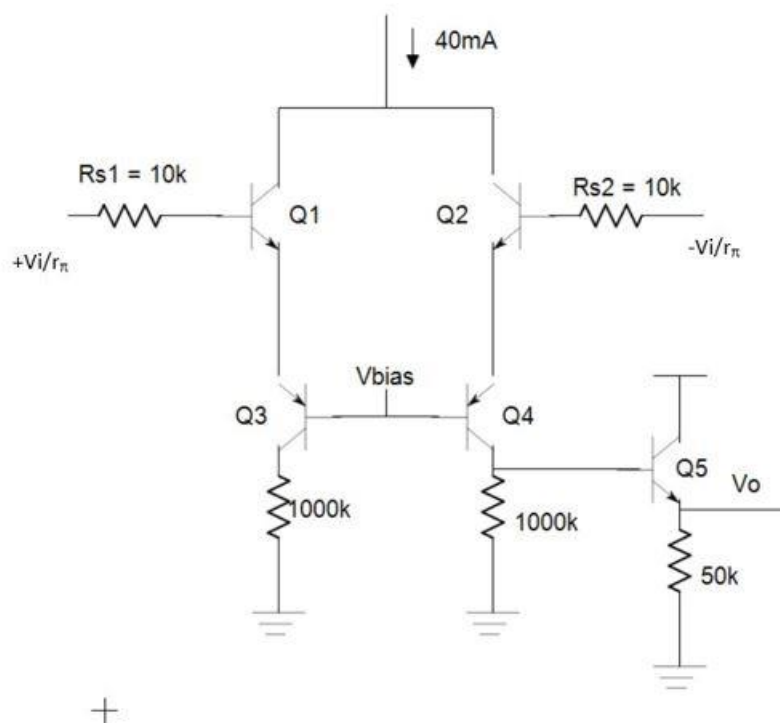 40mA
Rs1 = 10k
Rs2 = 10k
Q1
Q2
+Vi/rπ
-Vi/rπ
Vbias
Q3
Q4
Q5
Vo
1000k
1000k
50k